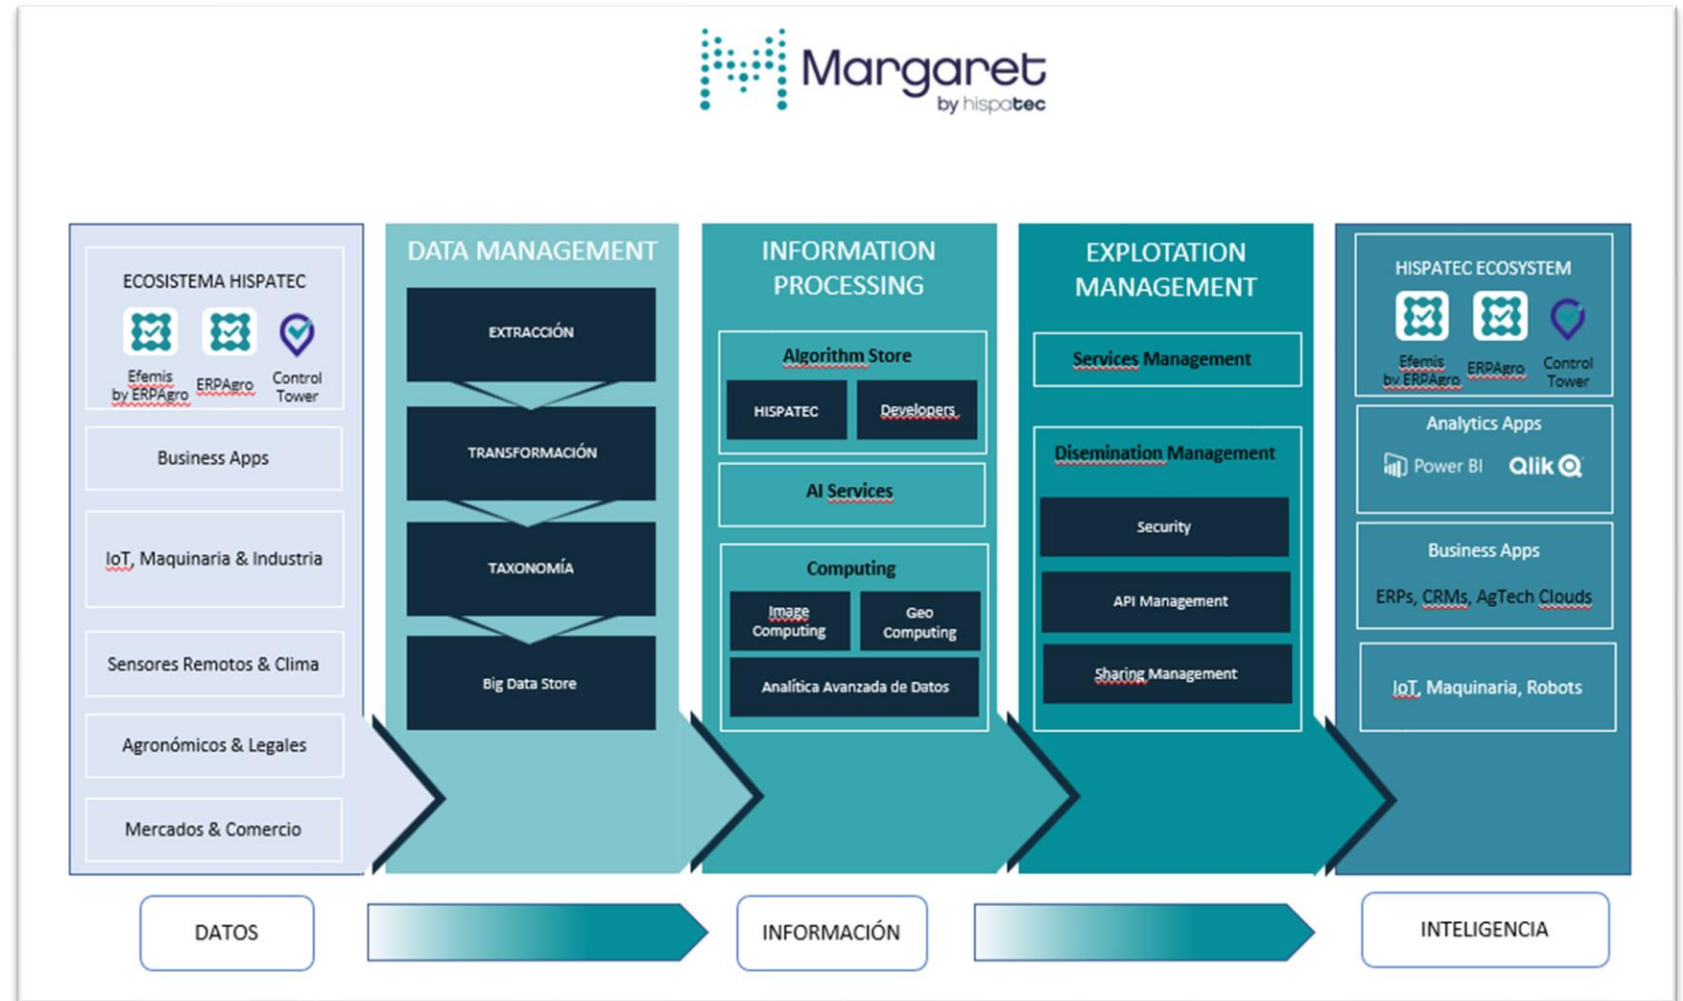 Margaret
by hispatec
ECOSISTEMA HISPATEC
Efemis
by ERPAgro
ERPAgro
Control
Tower
Business Apps
IoT, Maquinaria & Industria
Sensores Remotos & Clima
Agronómicos & Legales
Mercados & Comercio
DATA MANAGEMENT
EXTRACCIÓN
TRANSFORMACIÓN
TAXONOMÍA
Big Data Store
INFORMATION
PROCESSING
Algorithm Store
HISPATEC
Developers
AI Services
Computing
Image
Computing
Geo
Computing
Analítica Avanzada de Datos
EXPLOTATION
MANAGEMENT
Services Management
Disemination Management
Security
API Management
Sharing Management
HISPATEC ECOSYSTEM
Efemis
by ERPAgro
ERPAgro
Control
Tower
Analytics Apps
Power BI
Qlik
Business Apps
ERPs, CRMs, AgTech Clouds
IoT, Maquinaria, Robots
DATOS
INFORMACIÓN
INTELIGENCIA